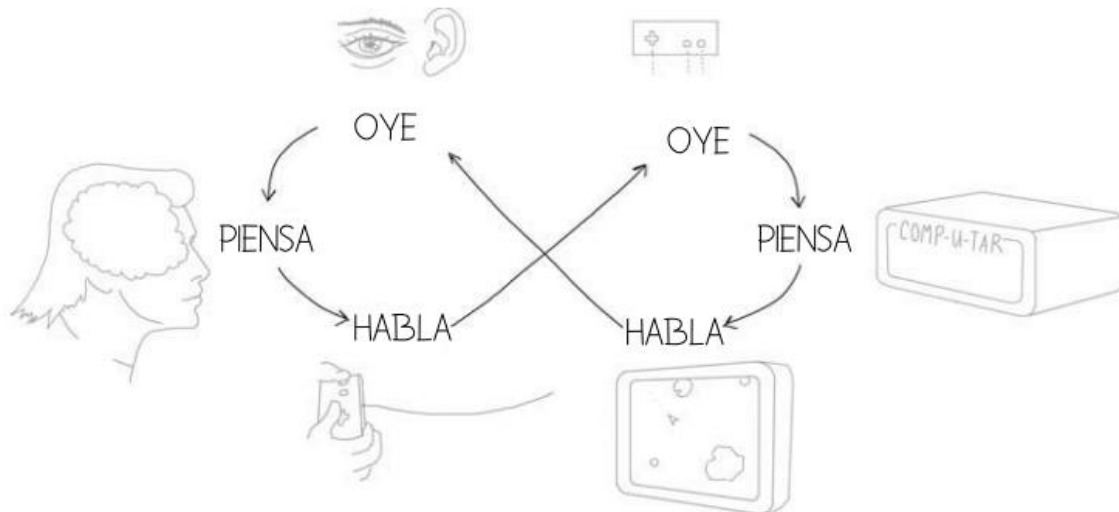 OYE
OYE
PIENSA
PIENSA
COMP-U-TAR
HABLA
HABLA